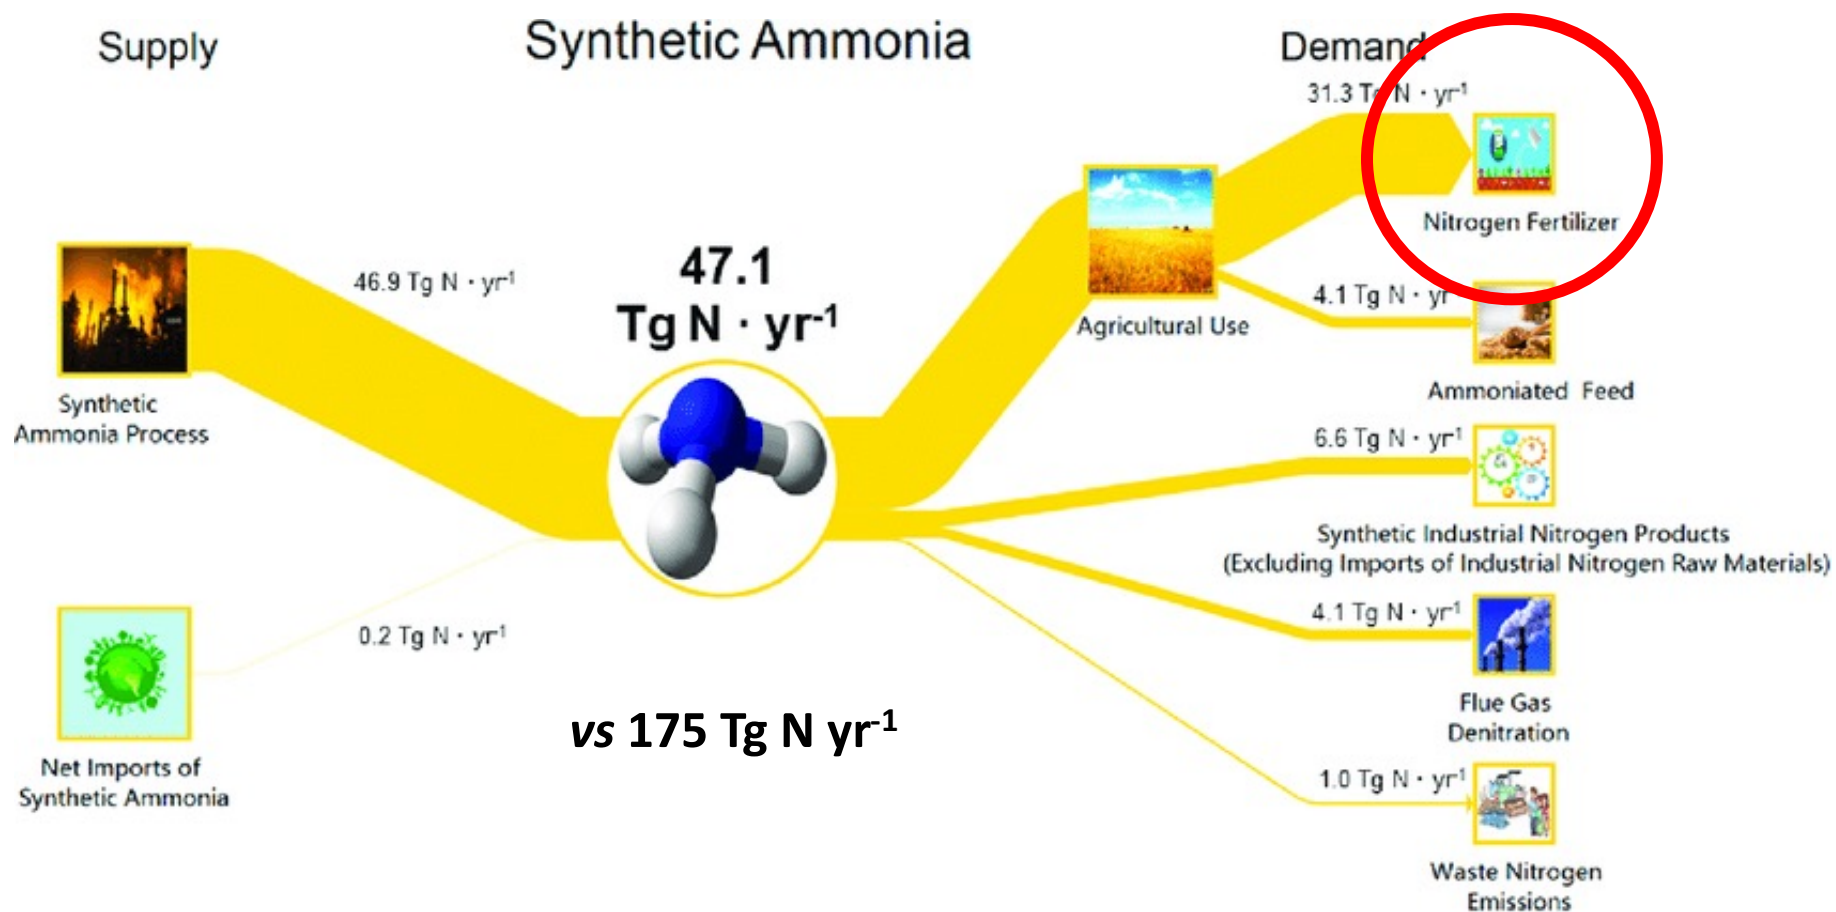 Supply
Synthetic Ammonia
Demand
31.3 Tg N · yr⁻¹
Nitrogen Fertilizer
46.9 Tg N · yr⁻¹
47.1
Tg N · yr⁻¹
Agricultural Use
4.1 Tg N · yr
Ammoniated Feed
Synthetic
Ammonia Process
6.6 Tg N · yr⁻¹
Synthetic Industrial Nitrogen Products
(Excluding Imports of Industrial Nitrogen Raw Materials)
0.2 Tg N · yr⁻¹
4.1 Tg N · yr⁻¹
Flue Gas
Denitration
vs 175 Tg N yr⁻¹
Net Imports of
Synthetic Ammonia
1.0 Tg N · yr⁻¹
Waste Nitrogen
Emissions